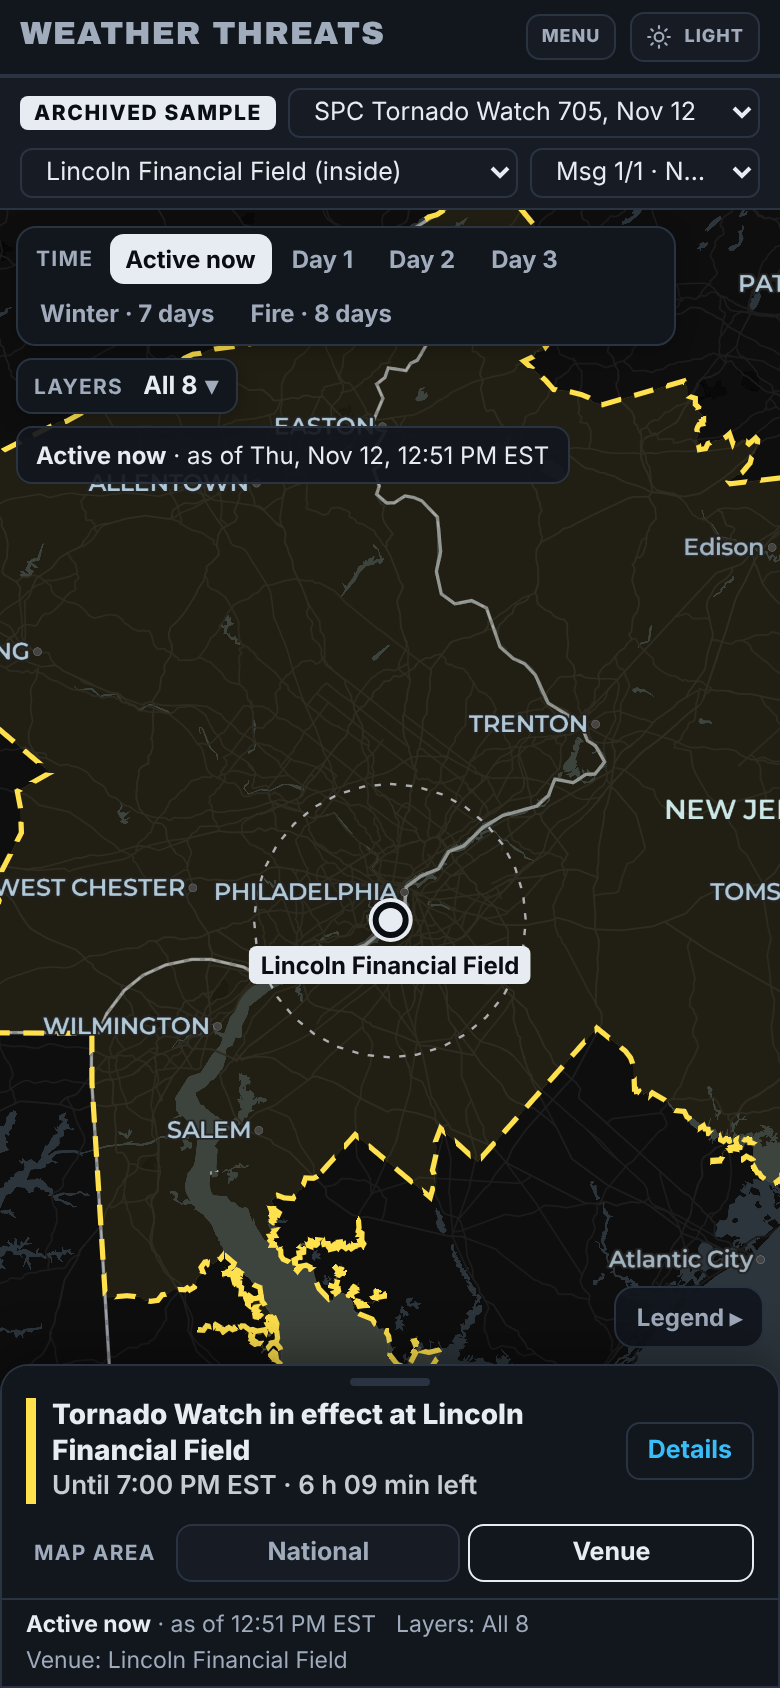 WEATHER THREATS
MENU
LIGHT
ARCHIVED SAMPLE
SPC Tornado Watch 705, Nov 12
Lincoln Financial Field (inside)
Msg 1/1 · N...
TIME
Active now
Day 1
Day 2
Day 3
Winter · 7 days
Fire · 8 days
PAT
LAYERS
All 8 ▾
EASTON
Active now · as of Thu, Nov 12, 12:51 PM EST
ALLENTOWN
Edison
NG
TRENTON
NEW JE
WEST CHESTER
PHILADELPHIA
TOMS
Lincoln Financial Field
WILMINGTON
SALEM
Atlantic City
Legend ▸
Tornado Watch in effect at Lincoln
Financial Field
Until 7:00 PM EST · 6 h 09 min left
Details
MAP AREA
National
Venue
Active now · as of 12:51 PM EST Layers: All 8
Venue: Lincoln Financial Field